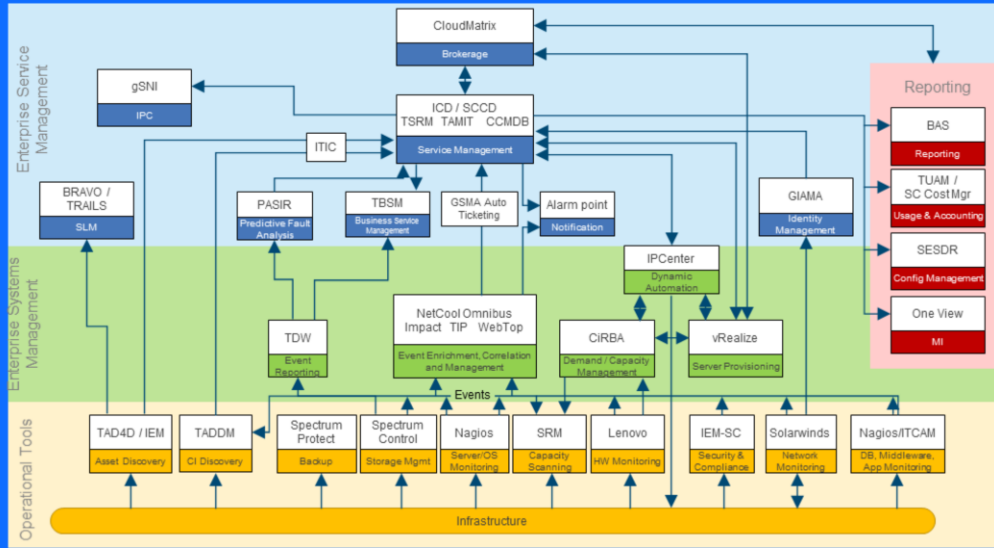 Enterprise Service
Management
CloudMatrix
Brokerage
gSNI
IPC
ICD / SCCD
TSRM TAMIT CCMDB
Service Management
ITIC
BRAVO /
TRAILS
SLM
PASIR
Predictive Fault
Analysis
TBSM
Business Service
Management
GSMA Auto
Ticketing
Alarm point
Notification
GIAMA
Identity
Management
Reporting
BAS
Reporting
TUAM /
SC Cost Mgr
Usage & Accounting
SESDR
Config Management
One View
MI
Enterprise Systems
Management
IPCenter
Dynamic
Automation
TDW
Event
Reporting
NetCool Omnibus
Impact TIP WebTop
Event Enrichment, Correlation
and Management
CiRBA
Demand / Capacity
Management
vRealize
Server Provisioning
Events
Operational Tools
TAD4D / IEM
Asset Discovery
TADDM
CI Discovery
Spectrum
Protect
Backup
Spectrum
Control
Storage Mgmt
Nagios
Server/OS
Monitoring
SRM
Capacity
Scanning
Lenovo
HW Monitoring
IEM-SC
Security &
Compliance
Solarwinds
Network
Monitoring
Nagios/ITCAM
DB, Middleware,
App Monitoring
Infrastructure